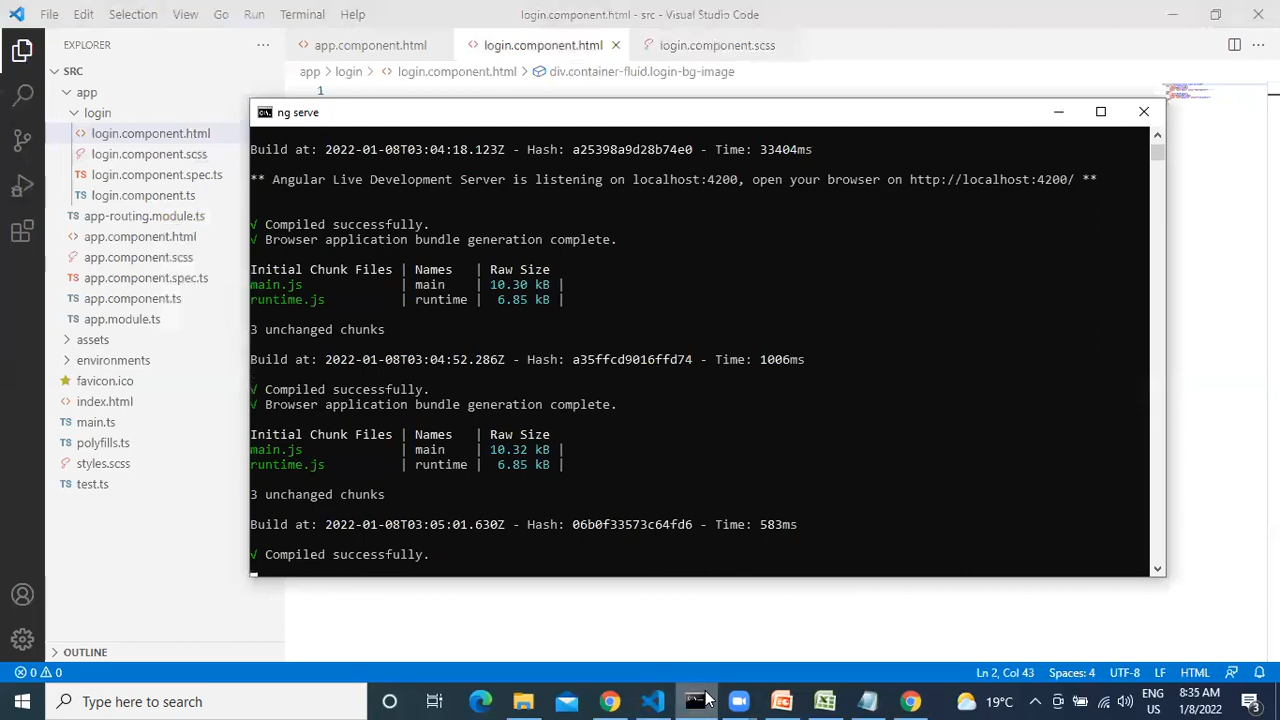 File Edit Selection View Go Run Terminal Help
login.component.html - src - Visual Studio Code
EXPLORER
app.component.html
login.component.html
login.component.scss
SRC
app > login > login.component.html > div.container-fluid.login-bg-image
app
1
login
login.component.html
login.component.scss
login.component.spec.ts
login.component.ts
TS app-routing.module.ts
app.component.html
app.component.scss
TS app.component.spec.ts
TS app.component.ts
TS app.module.ts
assets
environments
favicon.ico
index.html
TS main.ts
TS polyfills.ts
styles.scss
TS test.ts
OUTLINE
ng serve
Build at: 2022-01-08T03:04:18.123Z - Hash: a25398a9d28b74e0 - Time: 33404ms
** Angular Live Development Server is listening on localhost:4200, open your browser on http://localhost:4200/ **
√ Compiled successfully.
√ Browser application bundle generation complete.
Initial Chunk Files | Names | Raw Size
main.js | main | 10.30 kB |
runtime.js | runtime | 6.85 kB |
3 unchanged chunks
Build at: 2022-01-08T03:04:52.286Z - Hash: a35ffcd9016ffd74 - Time: 1006ms
√ Compiled successfully.
√ Browser application bundle generation complete.
Initial Chunk Files | Names | Raw Size
main.js | main | 10.32 kB |
runtime.js | runtime | 6.85 kB |
3 unchanged chunks
Build at: 2022-01-08T03:05:01.630Z - Hash: 06b0f33573c64fd6 - Time: 583ms
√ Compiled successfully.
0 0
Ln 2, Col 43 Spaces: 4 UTF-8 LF HTML
Type here to search
19°C
ENG
US
8:35 AM
1/8/2022
3